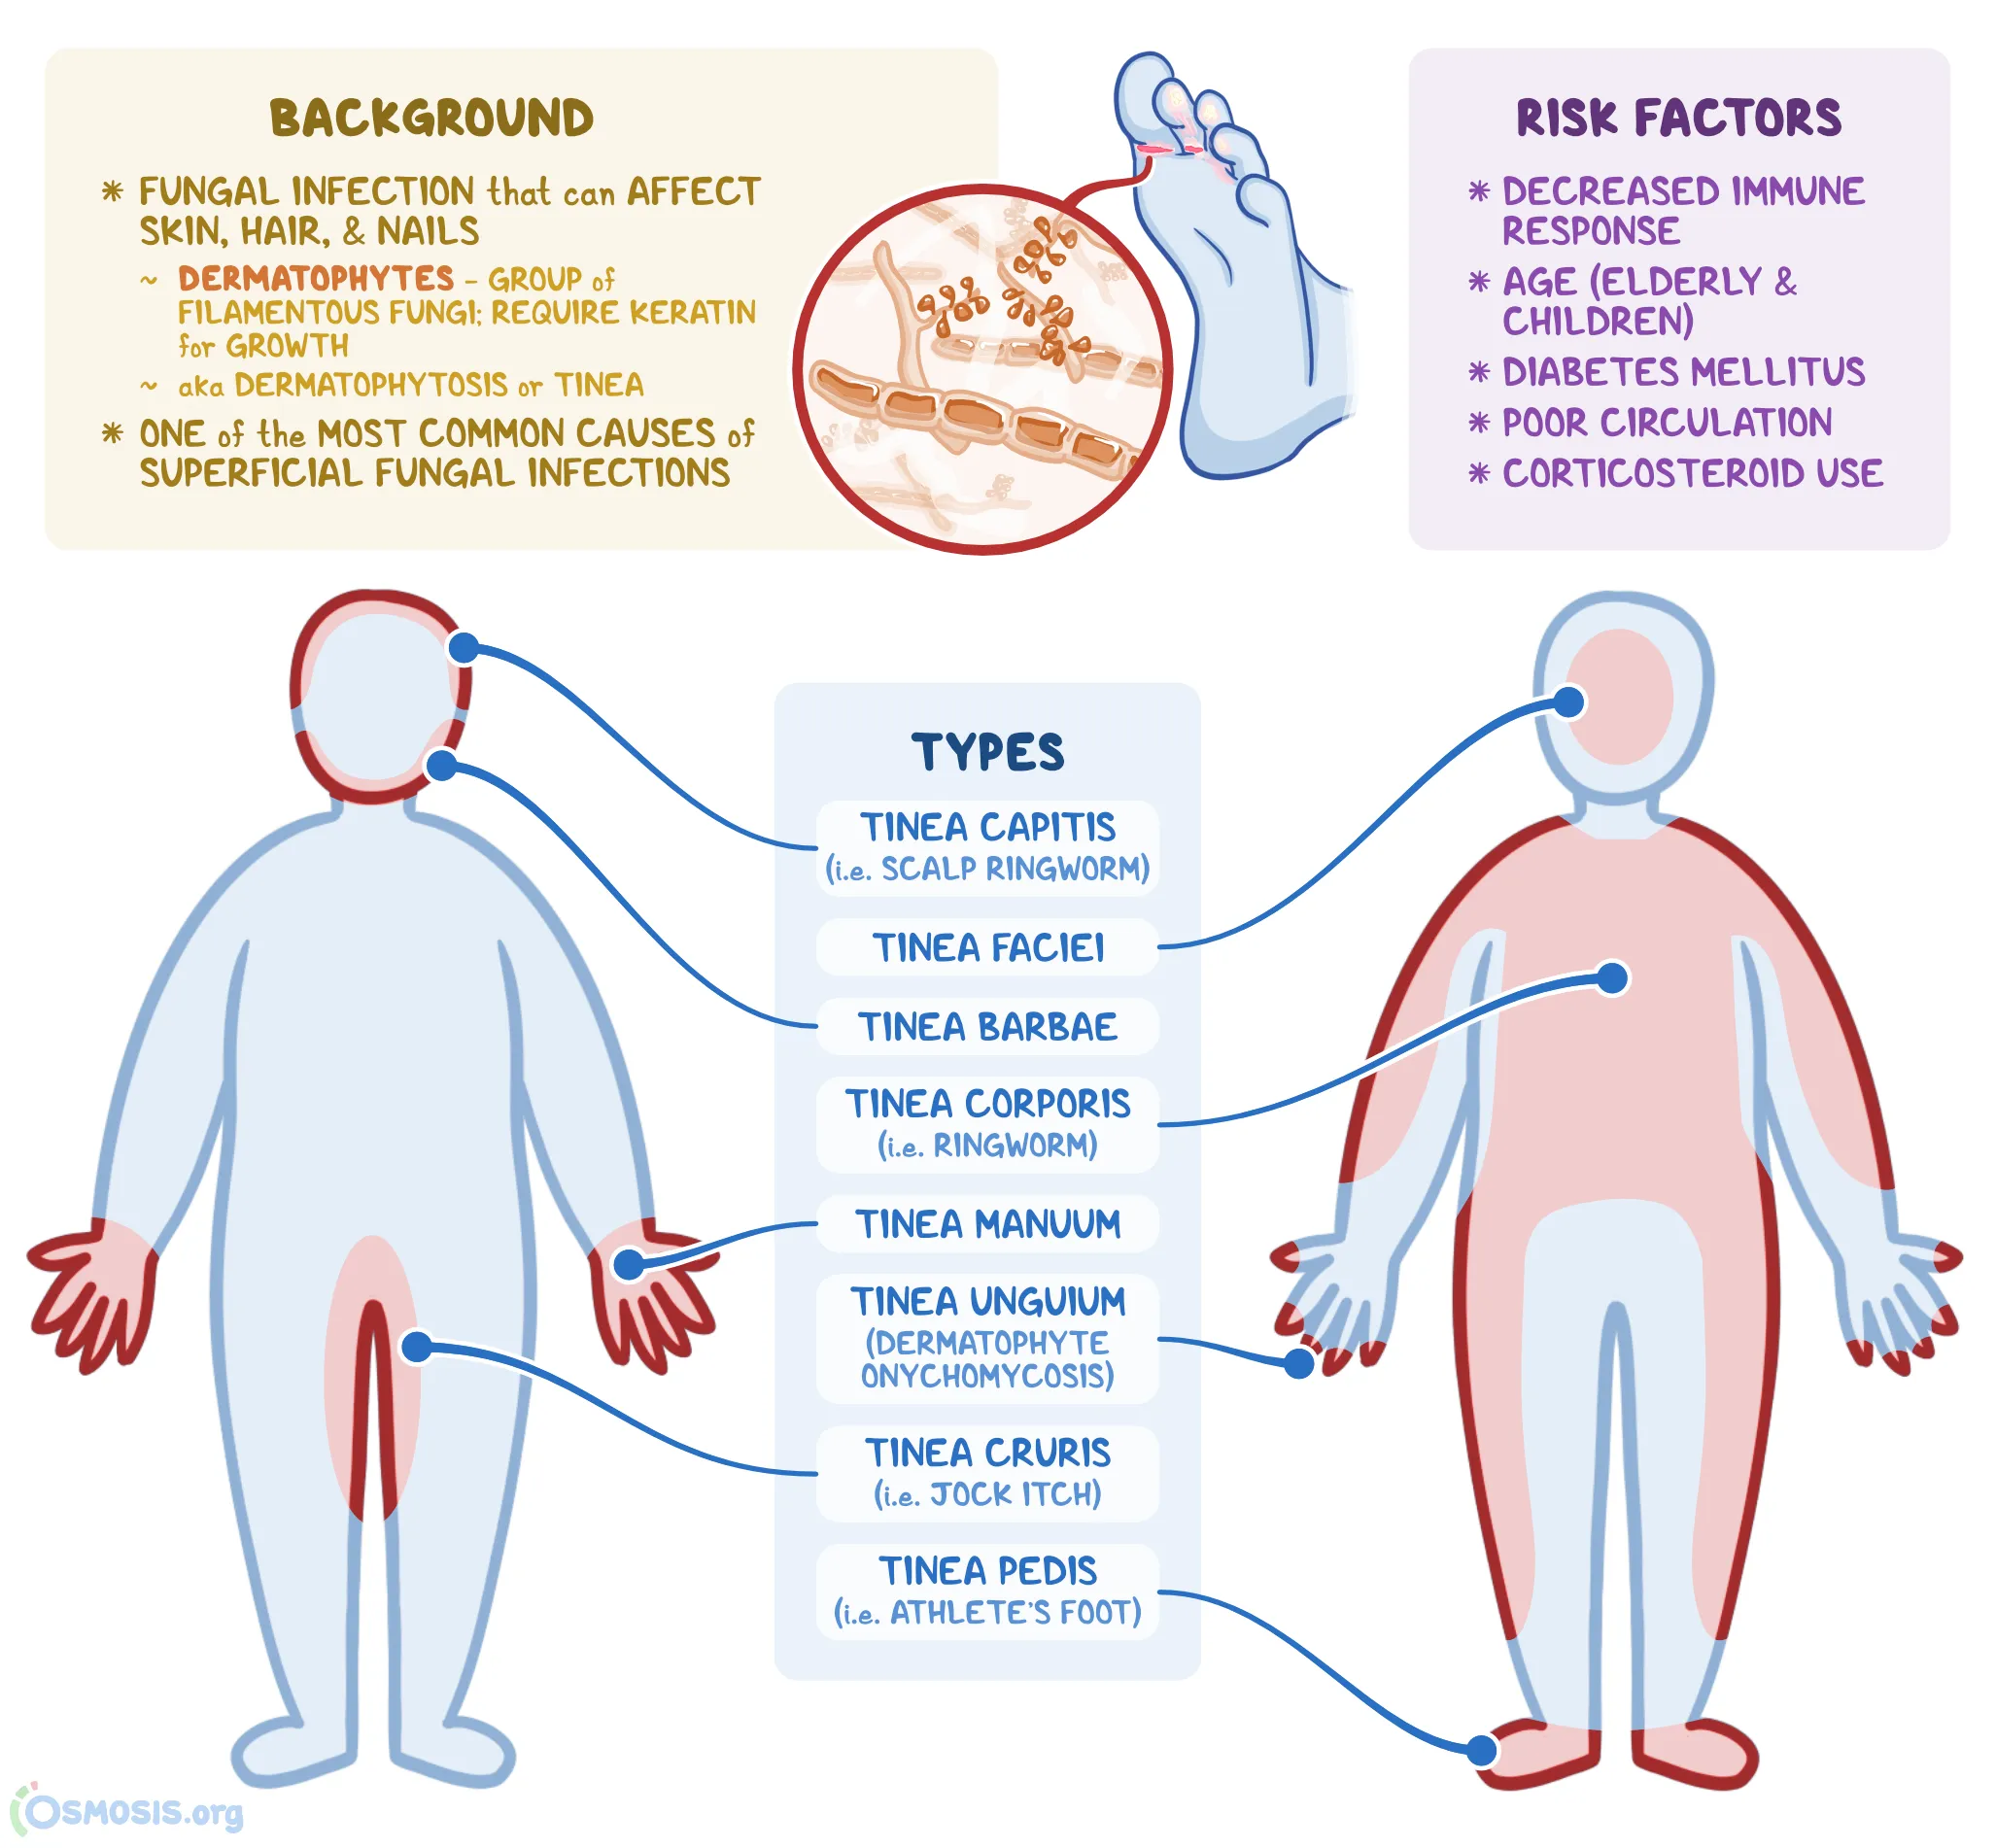 BACKGROUND
* FUNGAL INFECTION that can AFFECT
SKIN, HAIR, & NAILS
~ DERMATOPHYTES - GROUP of
FILAMENTOUS FUNGI; REQUIRE KERATIN
for GROWTH
~ aka DERMATOPHYTOSIS or TINEA
* ONE of the MOST COMMON CAUSES of
SUPERFICIAL FUNGAL INFECTIONS
RISK FACTORS
* DECREASED IMMUNE
RESPONSE
* AGE (ELDERLY &
CHILDREN)
* DIABETES MELLITUS
* POOR CIRCULATION
* CORTICOSTEROID USE
TYPES
TINEA CAPITIS
(i.e. SCALP RINGWORM)
TINEA FACIEI
TINEA BARBAE
TINEA CORPORIS
(i.e. RINGWORM)
TINEA MANUUM
TINEA UNGUIUM
(DERMATOPHYTE
ONYCHOMYCOSIS)
TINEA CRURIS
(i.e. JOCK ITCH)
TINEA PEDIS
(i.e. ATHLETE'S FOOT)
OSMOSIS.org